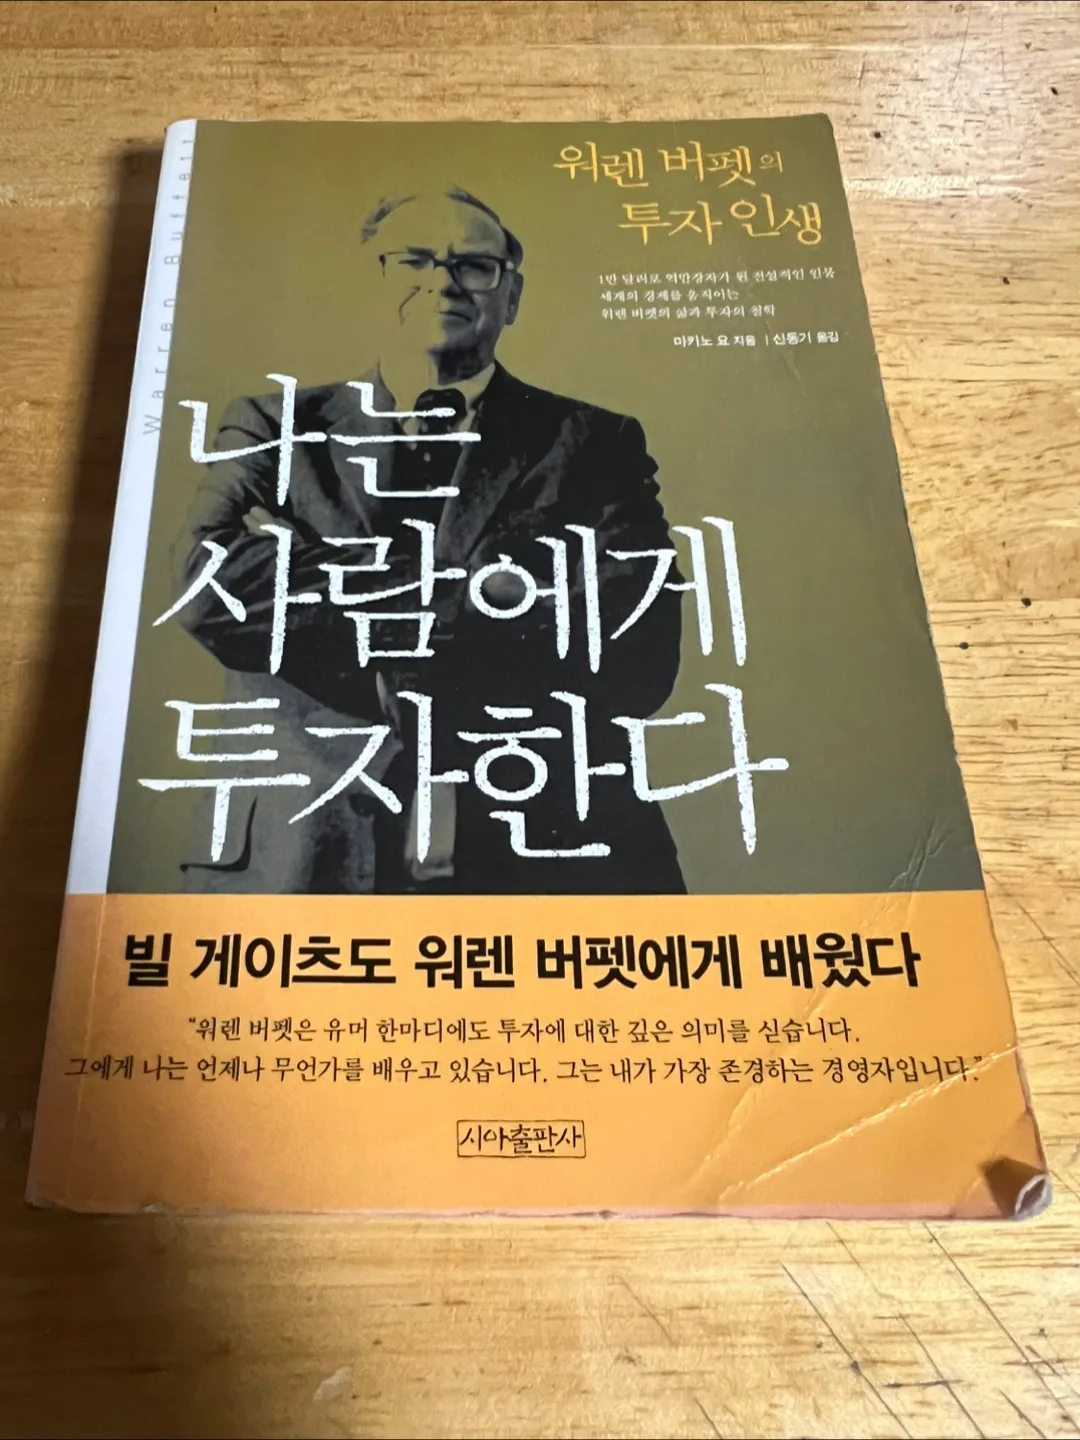 Warren Buffett
워렌 버펫의
투자 인생
1만 달러로 억만장자가 된 전설적인 인물
세계의 경제를 움직이는
워렌 버펫의 삶과 투자의 철학
마키노 요 지음 | 신동기 옮김
나는
사람에게
투자한다
빌 게이츠도 워렌 버펫에게 배웠다
“워렌 버펫은 유머 한마디에도 투자에 대한 깊은 의미를 싣습니다.
그에게 나는 언제나 무언가를 배우고 있습니다. 그는 내가 가장 존경하는 경영자입니다.”
시아출판사